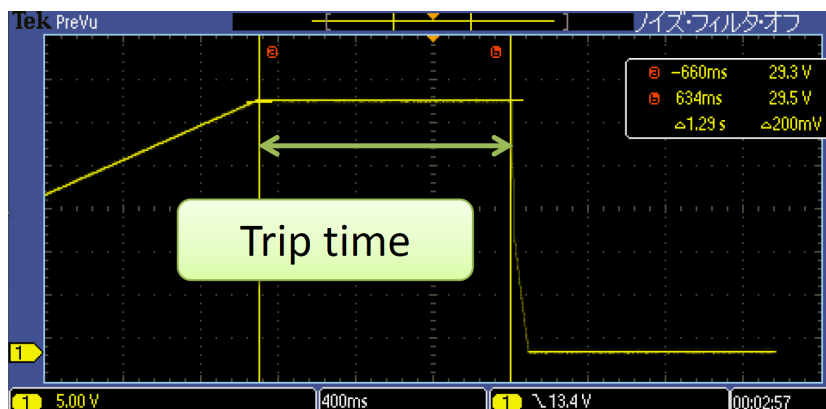 Tek PreVu
[
]
ノイズ・フィルタ・オフ
a
b
a -660ms 29.3 V
b 634ms 29.5 V
△1.29 s △200mV
Trip time
1
1 5.00 V
400ms
1 \ 13.4 V
00:02:57